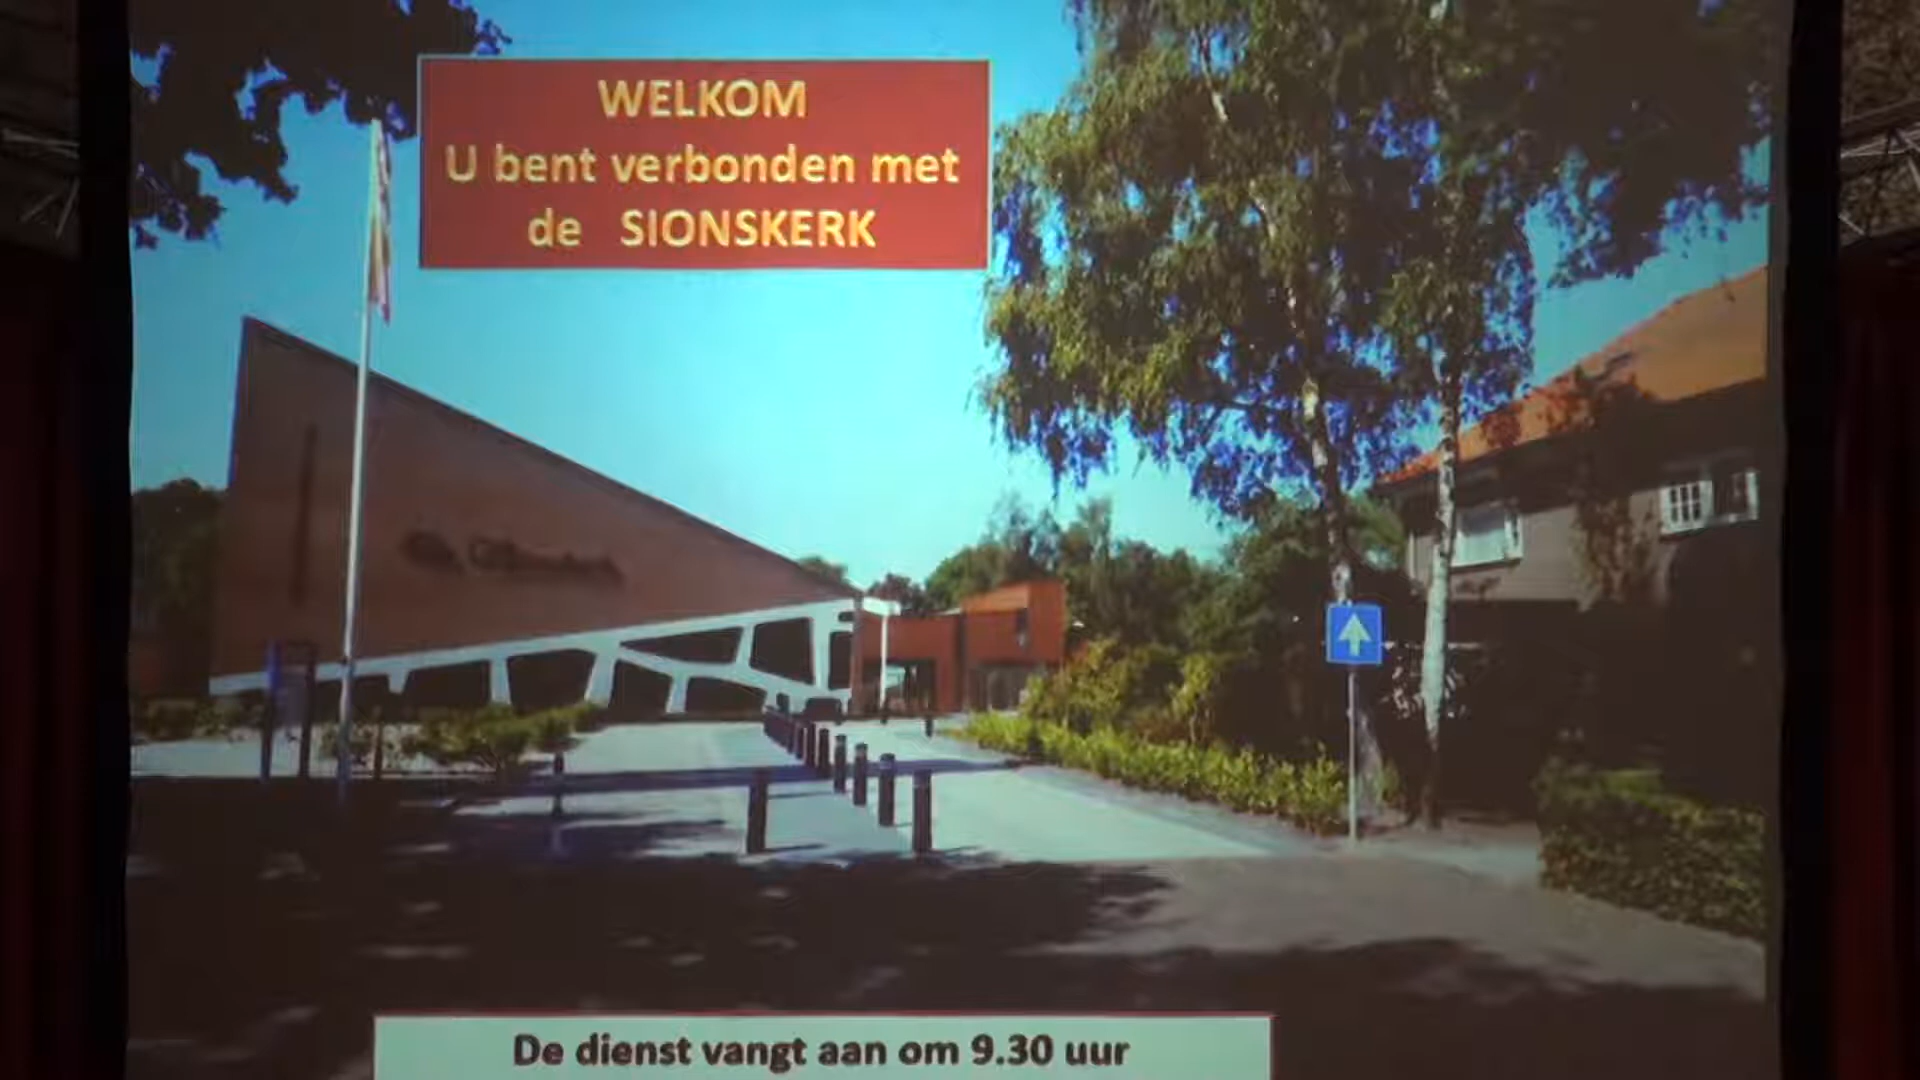 WELKOM
U bent verbonden met
de SIONSKERK
De dienst vangt aan om 9.30 uur